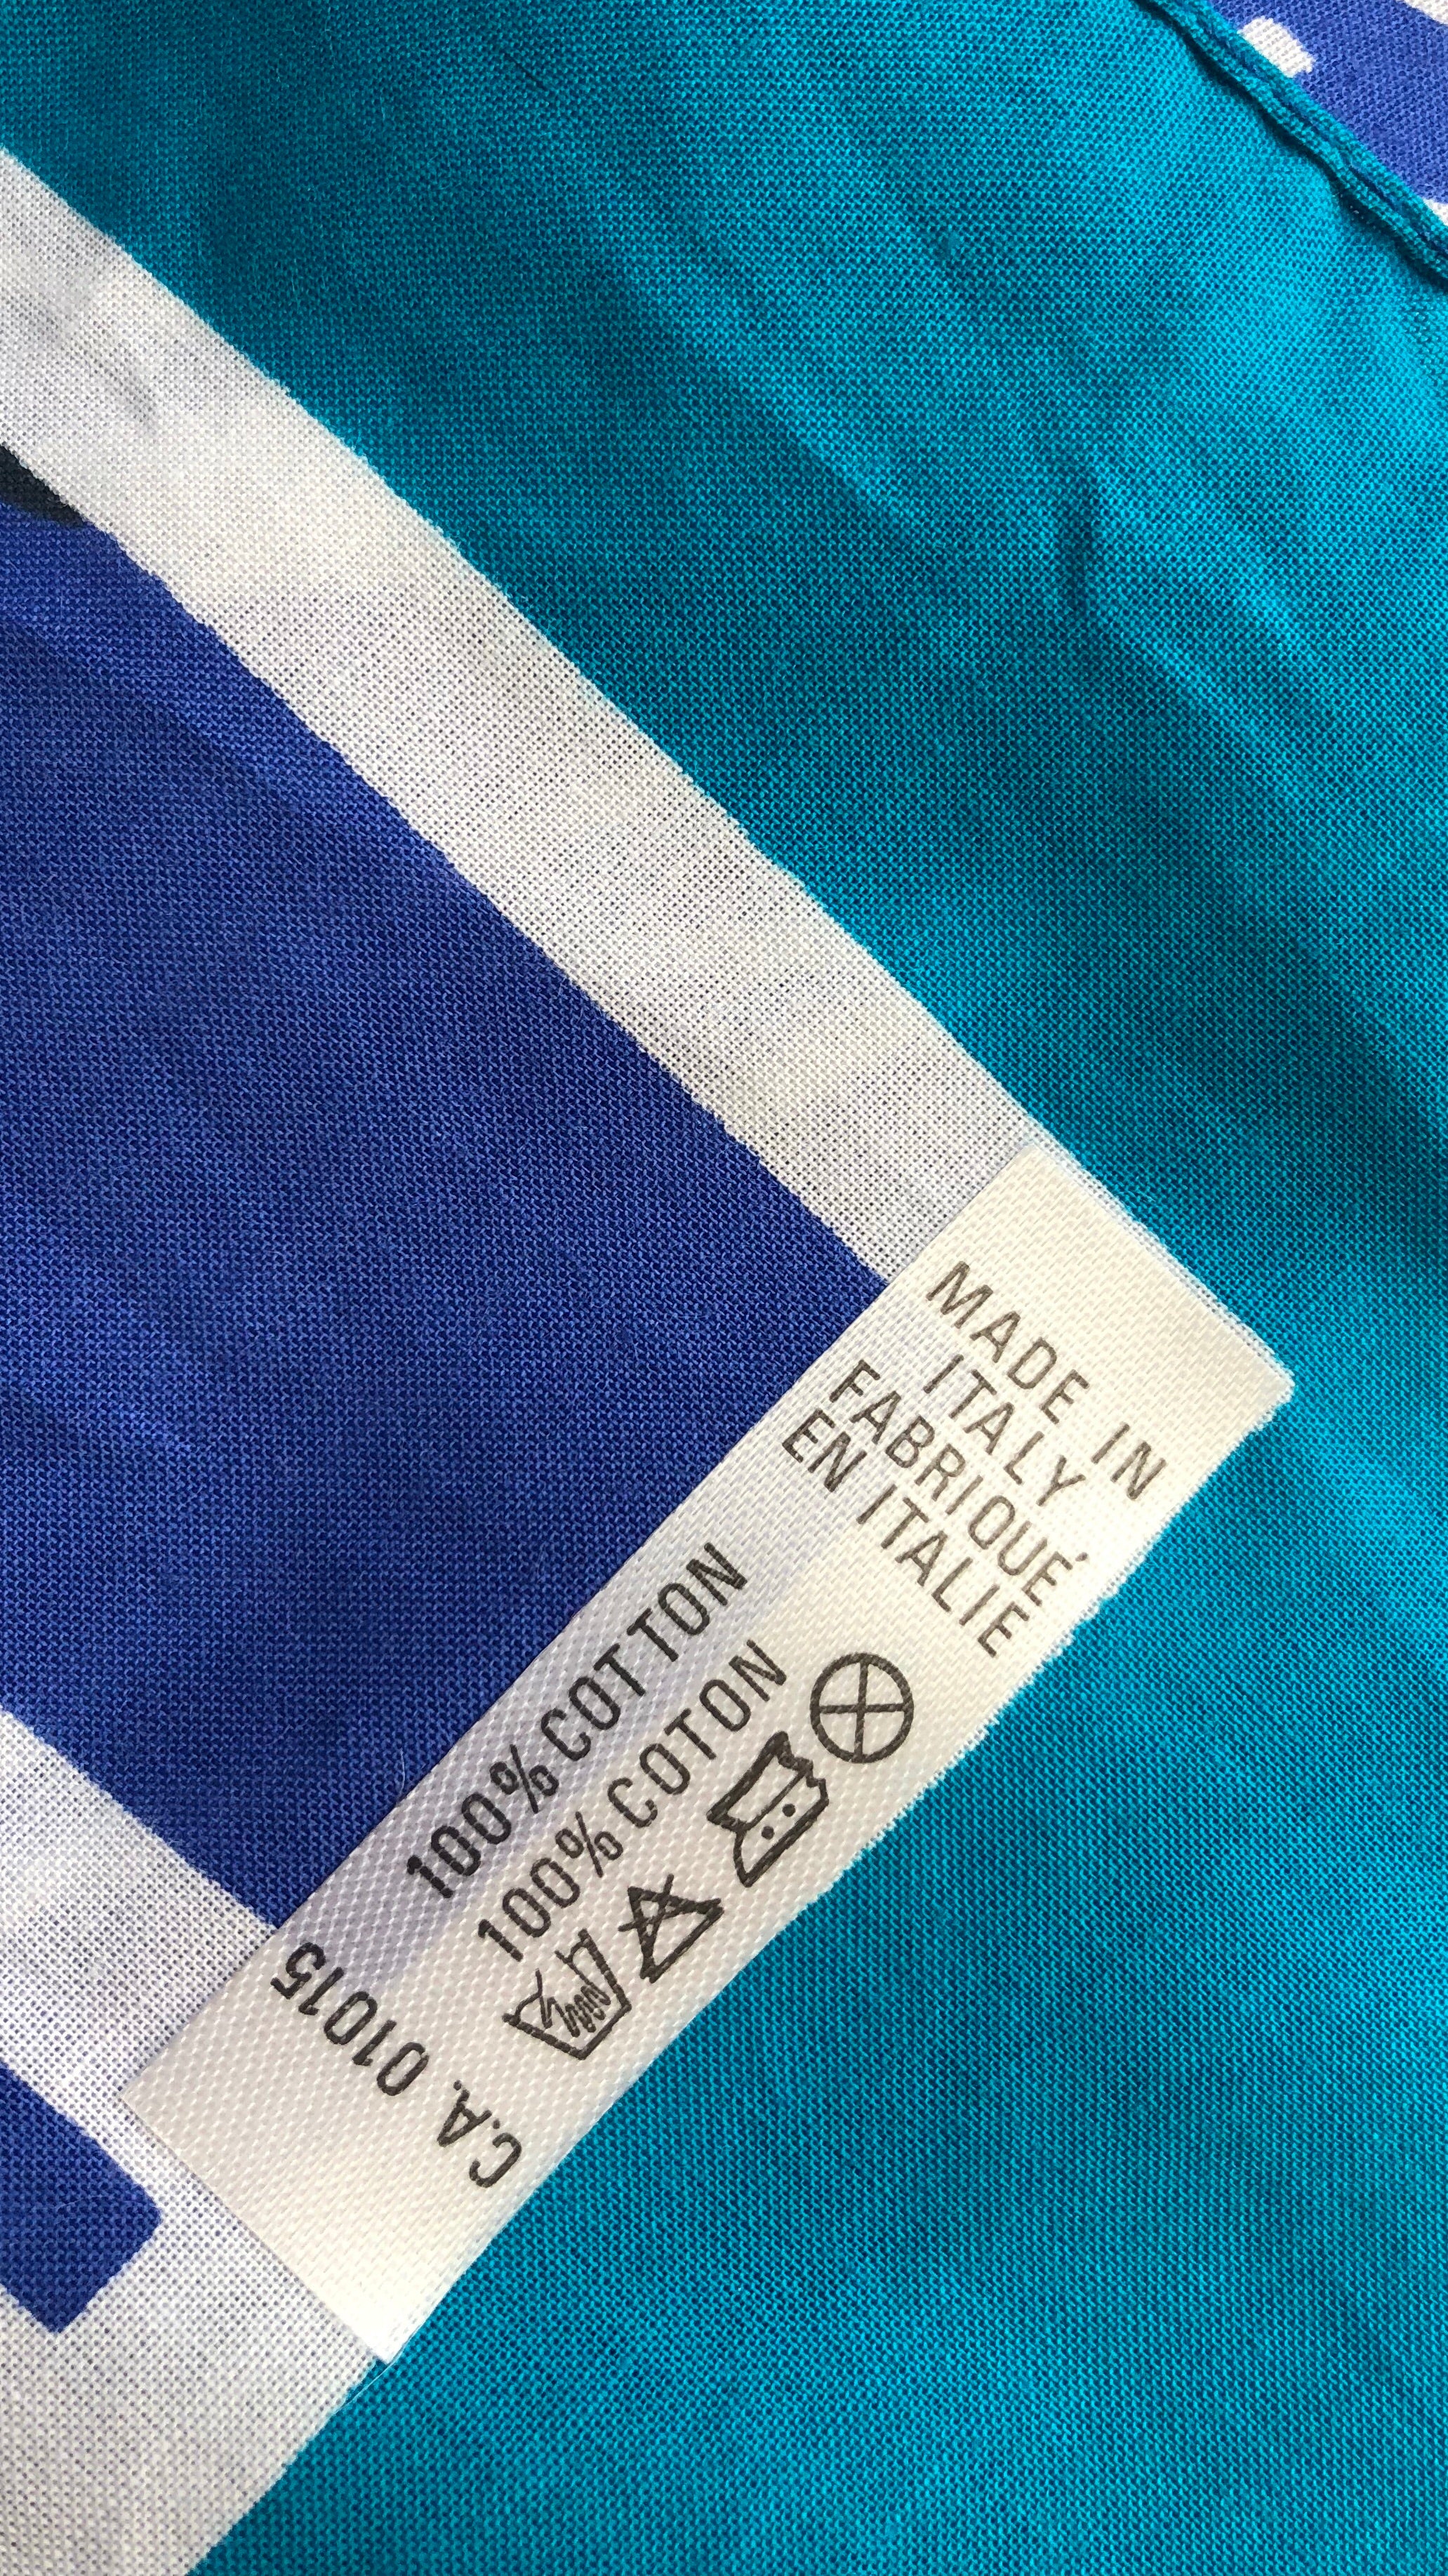 MADE IN
ITALY
FABRIQUÉ
EN ITALIE
100% COTTON
100% COTON
C.A. 01015